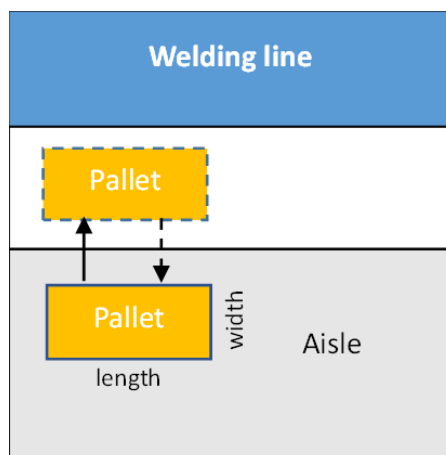 Welding line
Pallet
Pallet
width
length
Aisle